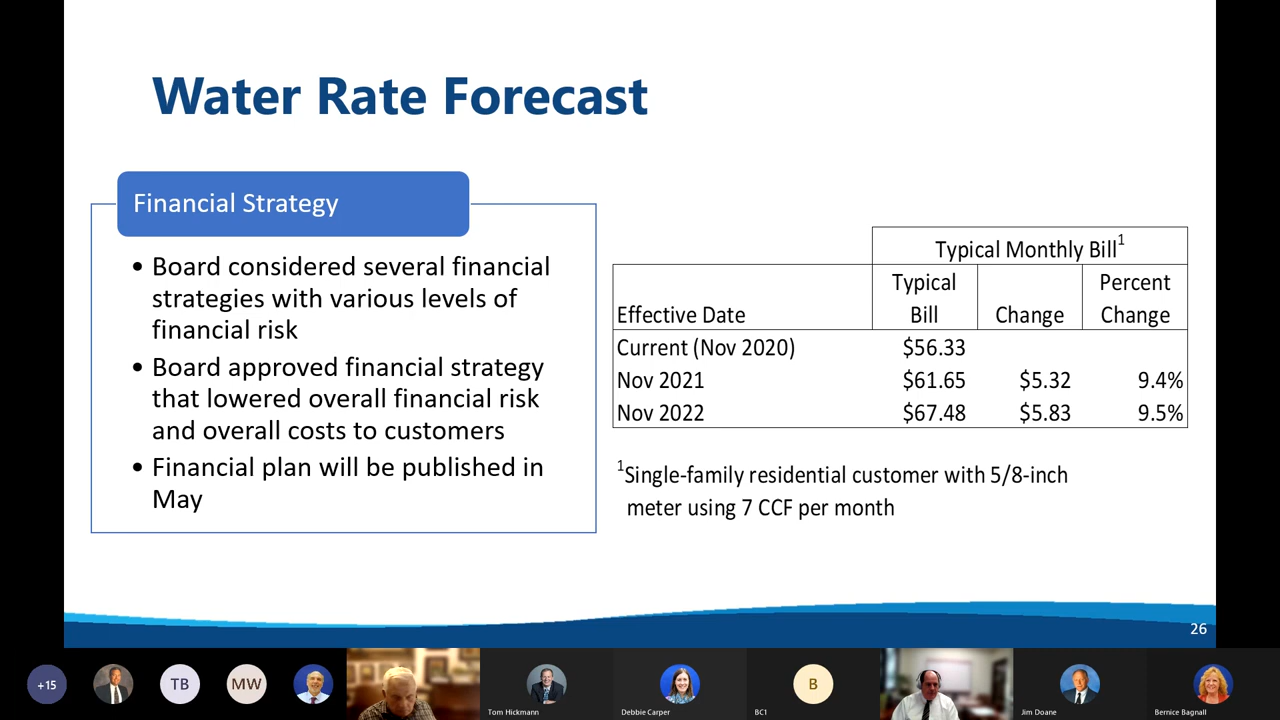 Water Rate Forecast
Financial Strategy
• Board considered several financial
strategies with various levels of
financial risk
• Board approved financial strategy
that lowered overall financial risk
and overall costs to customers
• Financial plan will be published in
May
Typical Monthly Bill1
Typical Percent
Effective Date Bill Change Change
Current (Nov 2020) $56.33
Nov 2021 $61.65 $5.32 9.4%
Nov 2022 $67.48 $5.83 9.5%
1Single-family residential customer with 5/8-inch
meter using 7 CCF per month
26
+15 TB MW B
Tom Hickmann Debbie Carper BC1 Jim Doane Bernice Bagnall